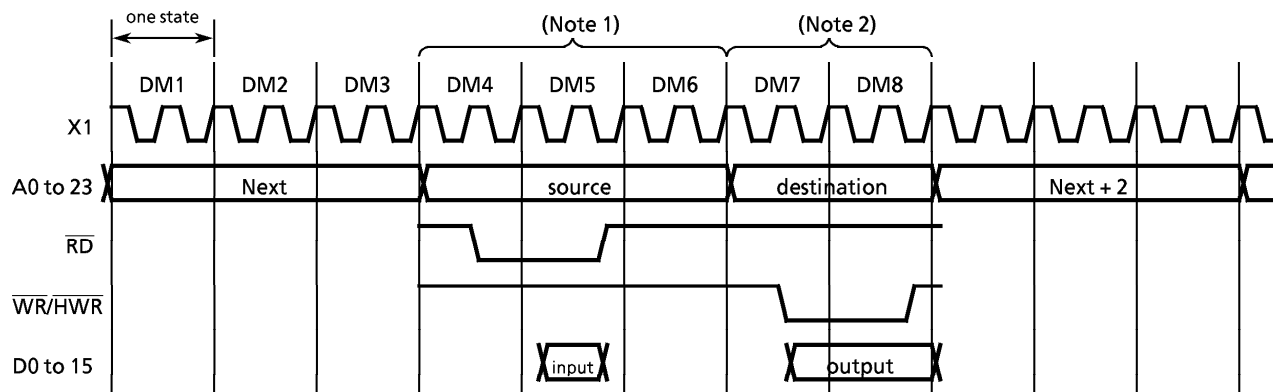 one state
(Note 1) (Note 2)
DM1 DM2 DM3 DM4 DM5 DM6 DM7 DM8
X1
A0 to 23 Next source destination Next + 2
RD
WR/HWR
D0 to 15 input output